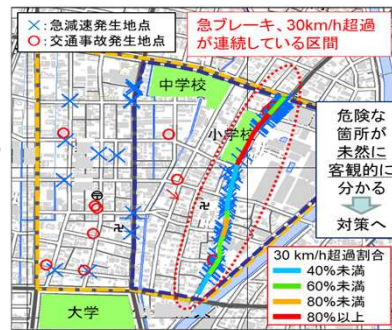 ×:急減速発生地点
○:交通事故発生地点
急ブレーキ、30km/h超過
が連続している区間
中学校
小学校
大学
危険な
箇所が
未然に
客観的に
分かる
対策へ
30 km/h超過割合
40%未満
60%未満
80%未満
80%以上